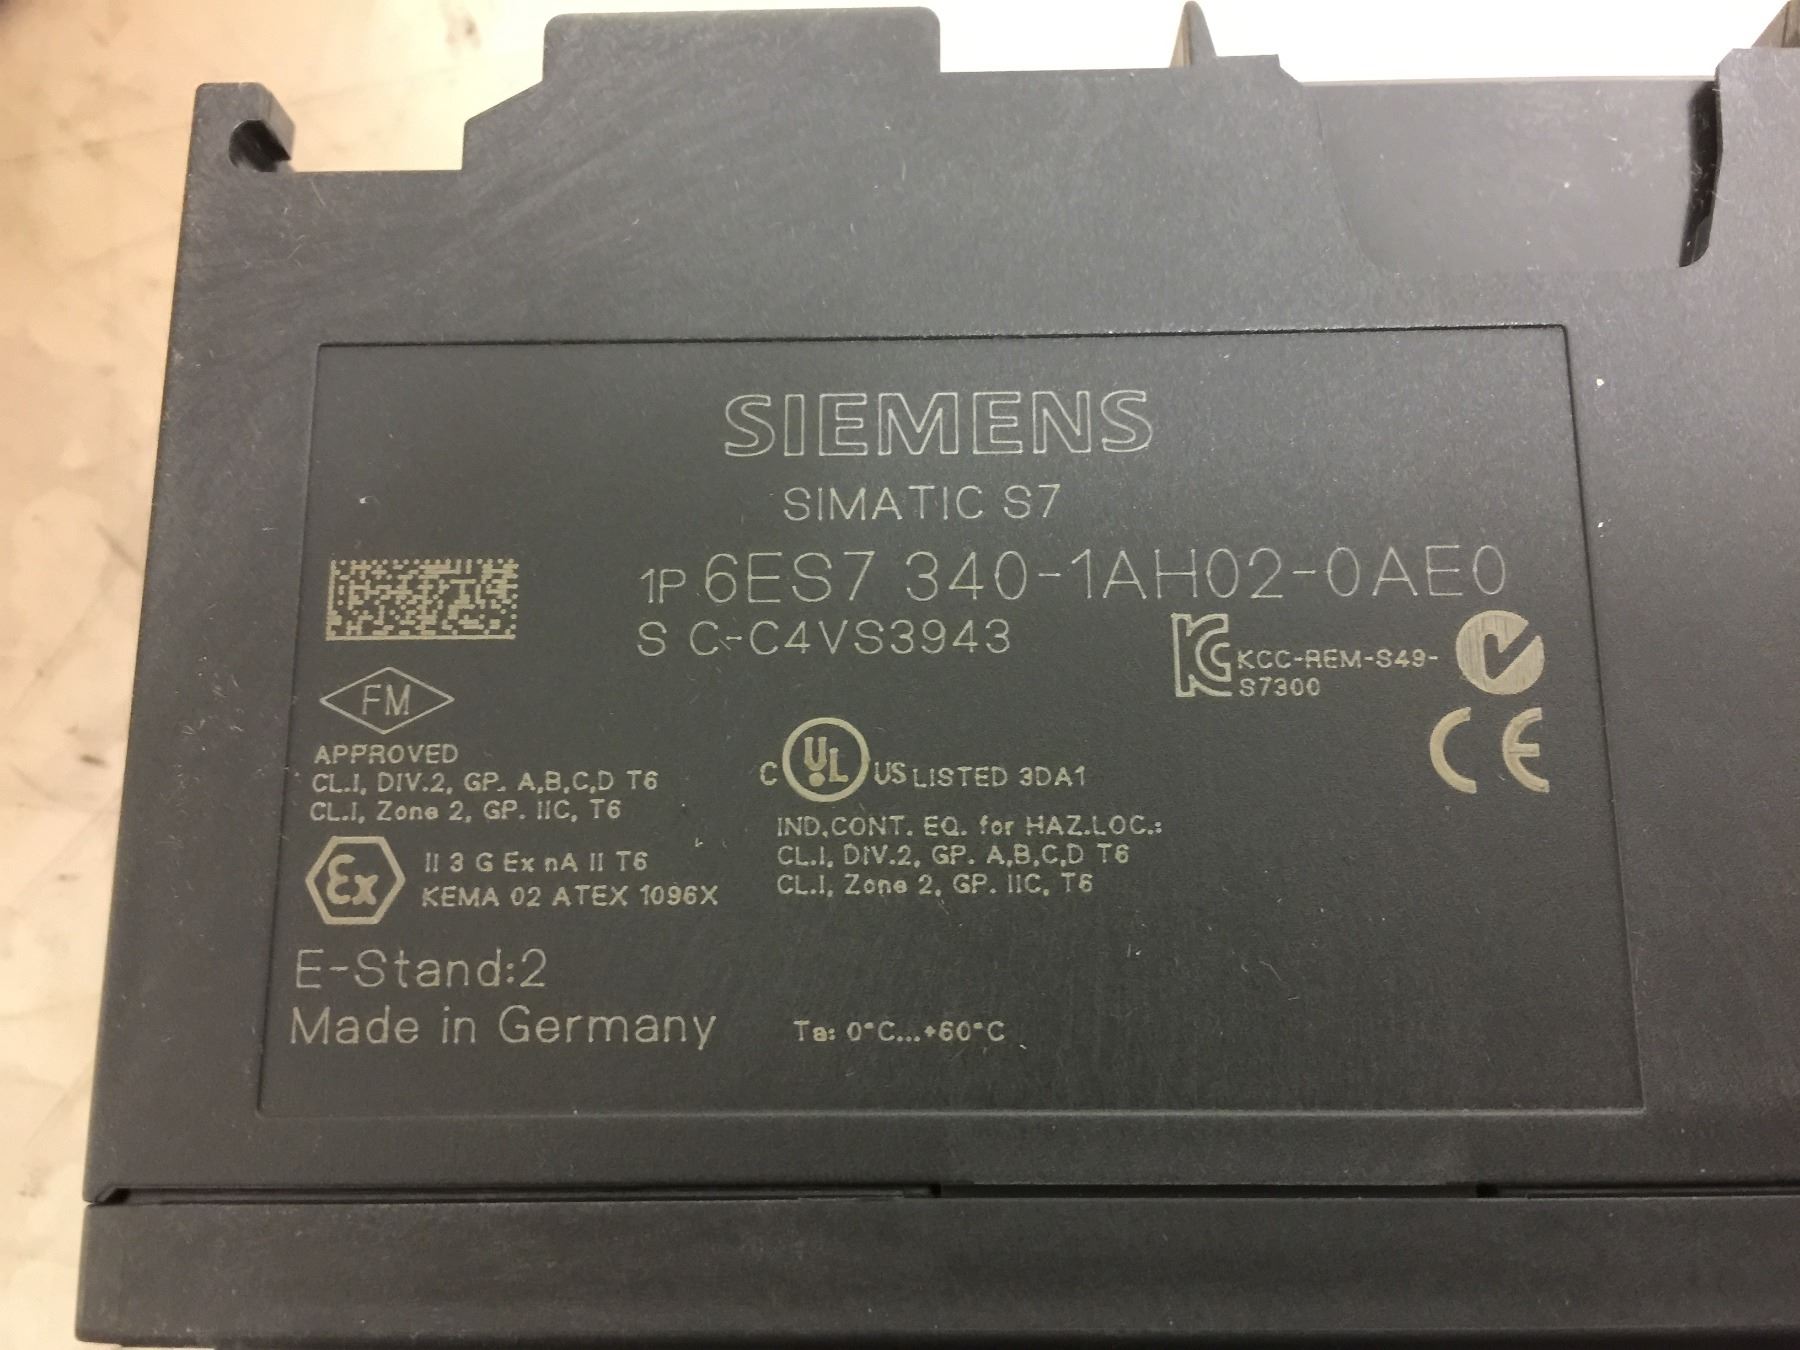 SIEMENS
SIMATIC S7
1P 6ES7 340-1AH02-0AE0
S C-C4VS3943
KCC-REM-S49-
S7300
FM
APPROVED
CL.I, DIV.2, GP. A,B,C,D T6
CL.I, Zone 2, GP. IIC, T6
C UL US LISTED 3DA1
CE
IND.CONT. EQ. for HAZ.LOC.:
CL.I, DIV.2, GP. A,B,C,D T6
CL.I, Zone 2, GP. IIC, T6
Ex II 3 G Ex nA II T6
KEMA 02 ATEX 1096X
E-Stand:2
Made in Germany
Ta: 0°C...+60°C